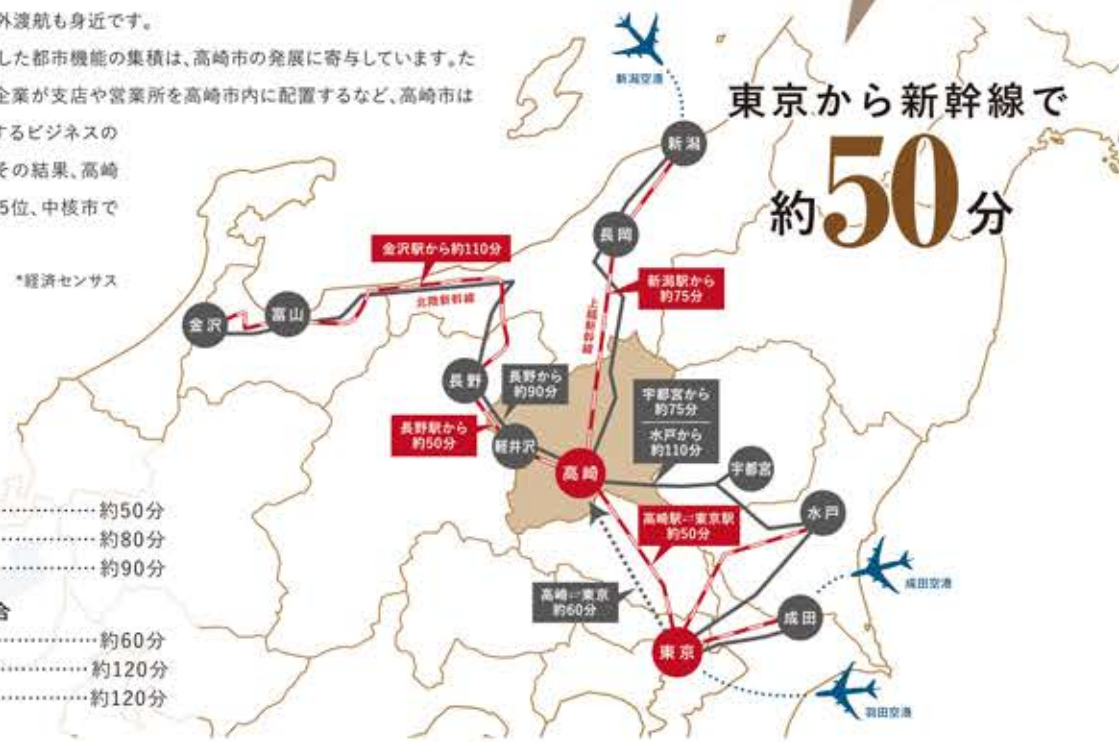 外渡航も身近です。
した都市機能の集積は、高崎市の発展に寄与しています。た
企業が支店や営業所を高崎市内に配置するなど、高崎市は
するビジネスの
その結果、高崎
5位、中核市で
*経済センサス
東京から新幹線で
約50分
新潟空港
新潟
長岡
金沢駅から約110分
北陸新幹線
新潟駅から
約75分
上越新幹線
金沢
富山
長野
長野から
約90分
長野駅から
約50分
軽井沢
宇都宮から
約75分
水戸から
約110分
高崎
宇都宮
水戸
高崎駅⇄東京駅
約50分
高崎⇄東京
約60分
成田空港
成田
東京
羽田空港
約50分
約80分
約90分
合
約60分
約120分
約120分